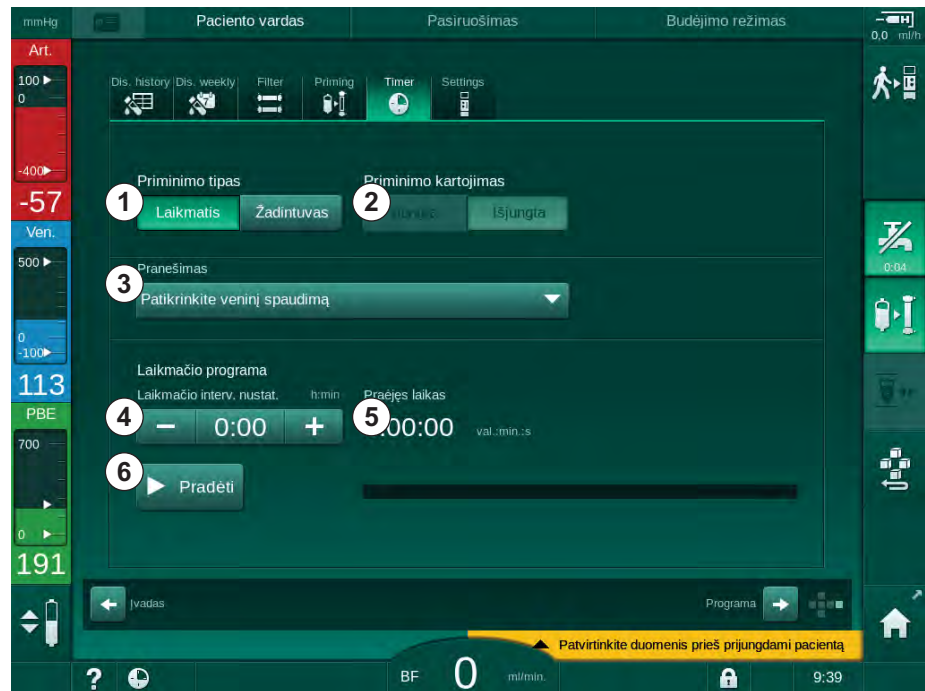 mmHg
Paciento vardas
Pasiruošimas
Budėjimo režimas
0,0 ml/h
Art.
100
0
-400
-57
Ven.
500
0
-100
113
PBE
700
0
191
Dis. history
Dis. weekly
7
Filter
Priming
Timer
Settings
Priminimo tipas
Priminimo kartojimas
1
Laikmatis
Žadintuvas
2
Išjungta
0:04
Pranešimas
3
Patikrinkite veninį spaudimą
Laikmačio programa
Laikmačio interv. nustat.
h:min
Praėjęs laikas
4
− 0:00 +
5
:00:00
val.:min.:s
6
Pradėti
Įvadas
Programa
Patvirtinkite duomenis prieš prijungdami pacientą
?
BF
0
ml/min.
9:39